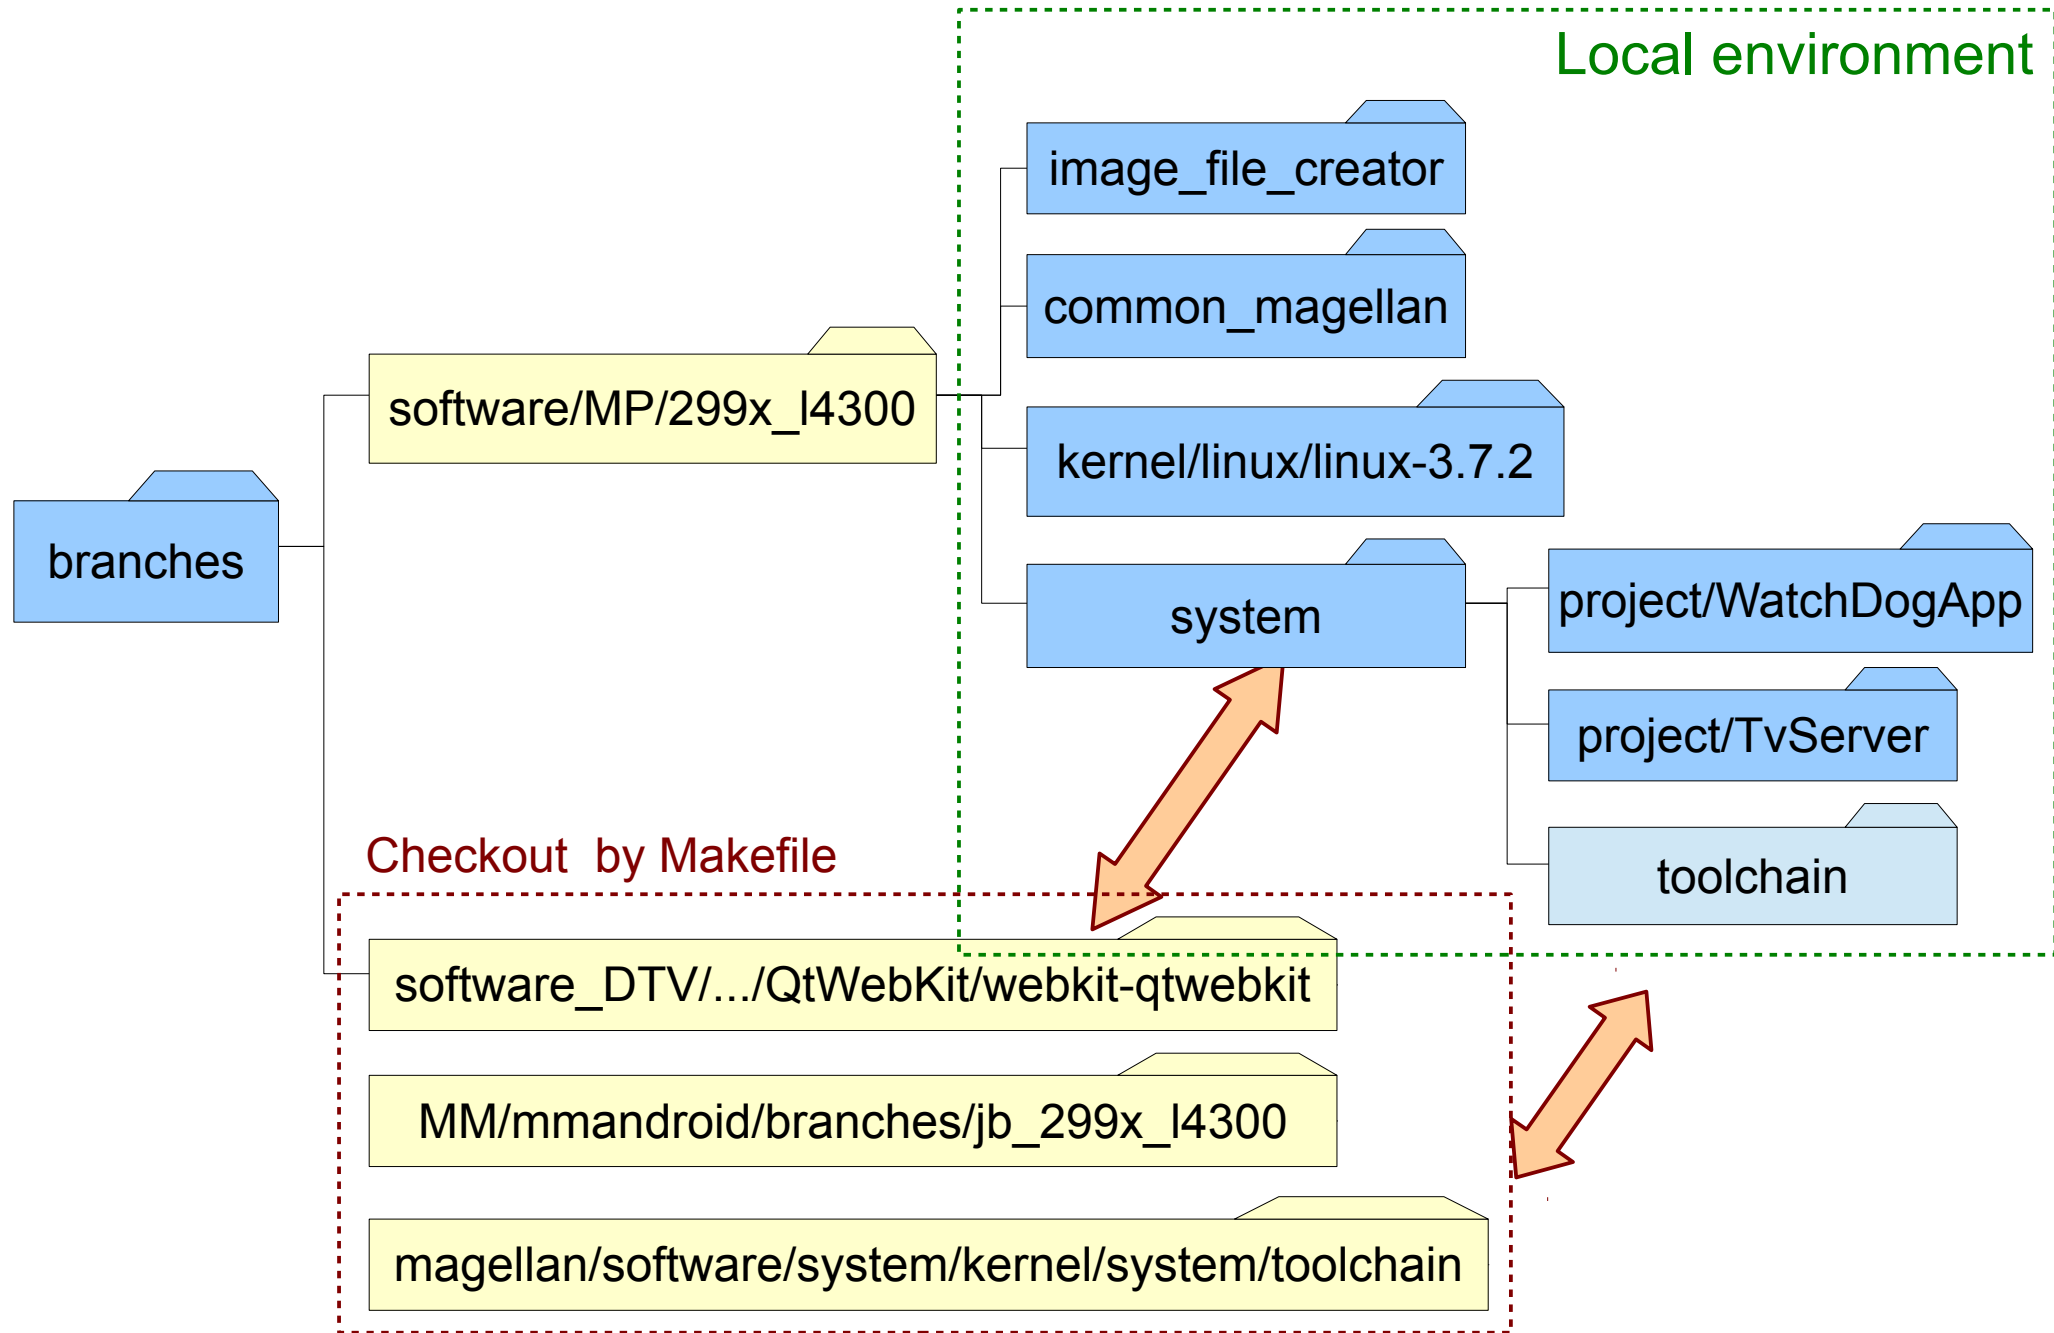 Local environment
image_file_creator
common_magellan
software/MP/299x_l4300
kernel/linux/linux-3.7.2
branches
system
project/WatchDogApp
project/TvServer
toolchain
Checkout  by Makefile
software_DTV/.../QtWebKit/webkit-qtwebkit
MM/mmandroid/branches/jb_299x_l4300
magellan/software/system/kernel/system/toolchain